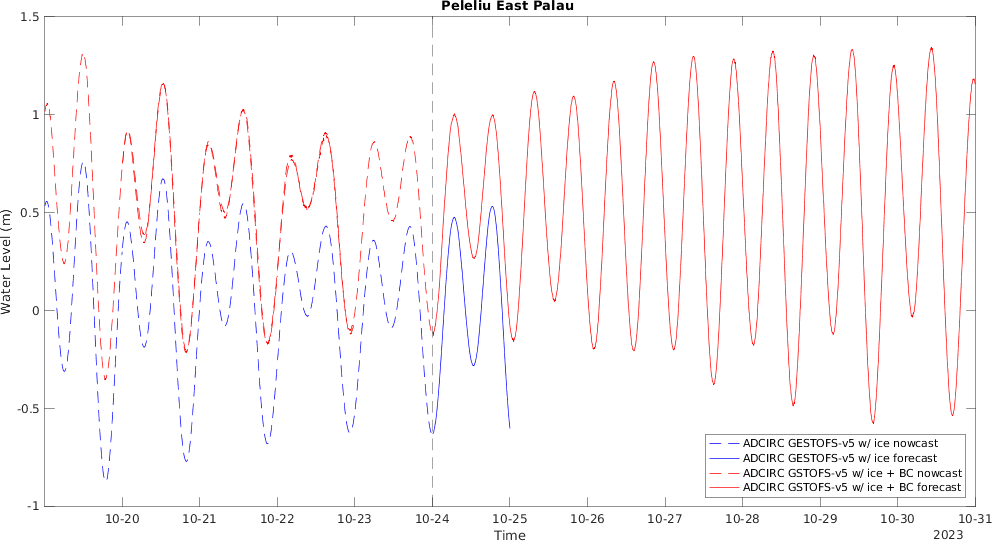 Peleliu East Palau
1.5
1
0.5
0
-0.5
-1
Water Level (m)
10-20
10-21
10-22
10-23
10-24
10-25
10-26
10-27
10-28
10-29
10-30
10-31
Time
2023
ADCIRC GESTOFS-v5 w/ ice nowcast
ADCIRC GESTOFS-v5 w/ ice forecast
ADCIRC GSTOFS-v5 w/ ice + BC nowcast
ADCIRC GSTOFS-v5 w/ ice + BC forecast